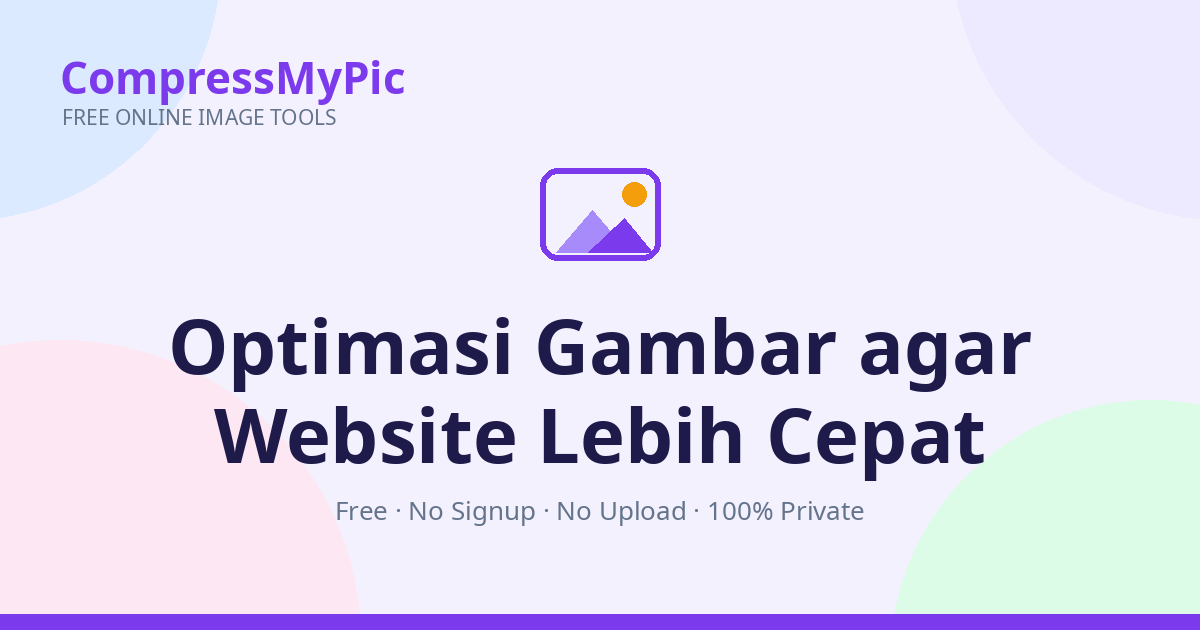 CompressMyPic
FREE ONLINE IMAGE TOOLS
Optimasi Gambar agar
Website Lebih Cepat
Free · No Signup · No Upload · 100% Private